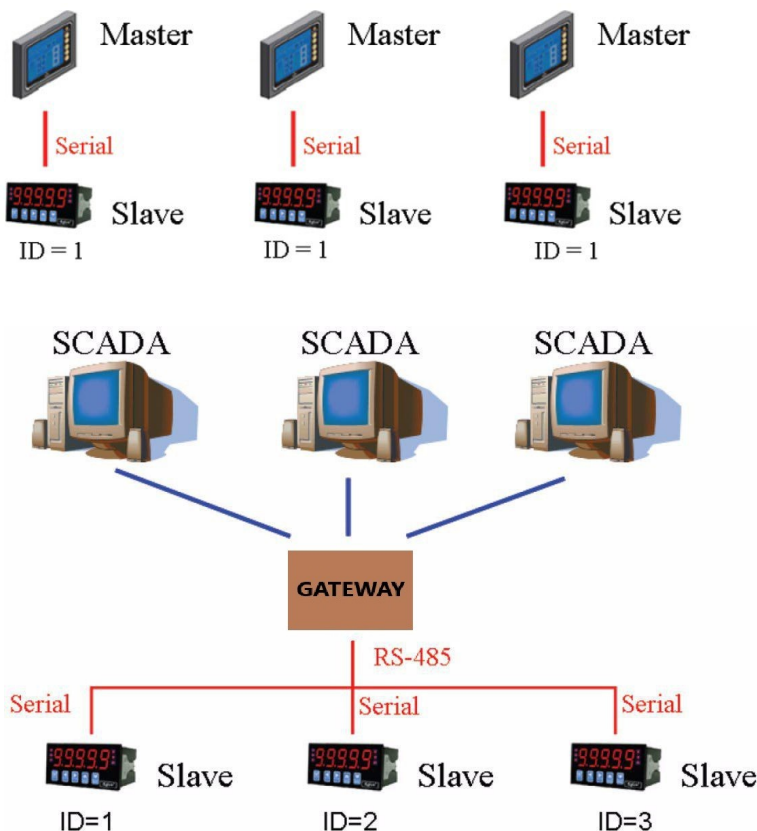 Master Master Master
Serial Serial Serial
99999 99999 99999
Slave Slave Slave
ID = 1 ID = 1 ID = 1
SCADA SCADA SCADA
GATEWAY
RS-485
Serial Serial Serial
99999 99999 99999
Slave Slave Slave
ID=1 ID=2 ID=3